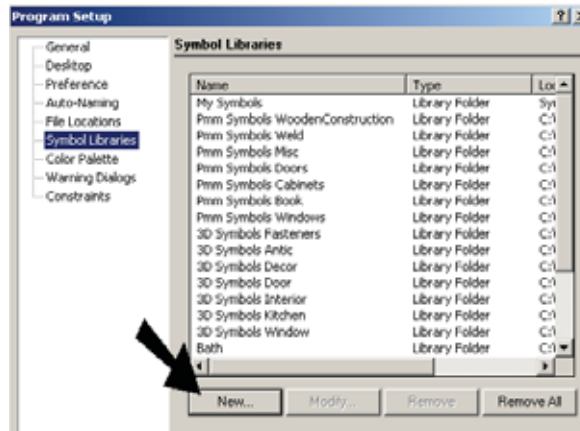 Program Setup
General
Desktop
Preference
Auto-Naming
File Locations
Symbol Libraries
Color Palette
Warning Dialogs
Constraints
Symbol Libraries
Name Type Loc
My Symbols Library Folder Sy
Pmm Symbols WoodenConstruction Library Folder C:\
Pmm Symbols Weld Library Folder C:\
Pmm Symbols Misc Library Folder C:\
Pmm Symbols Doors Library Folder C:\
Pmm Symbols Cabinets Library Folder C:\
Pmm Symbols Book Library Folder C:\
Pmm Symbols Windows Library Folder C:\
3D Symbols Fasteners Library Folder C:\
3D Symbols Antic Library Folder C:\
3D Symbols Decor Library Folder C:\
3D Symbols Door Library Folder C:\
3D Symbols Interior Library Folder C:\
3D Symbols Kitchen Library Folder C:\
3D Symbols Window Library Folder C:\
Bath Library Folder C:\
New... Modify... Remove Remove All